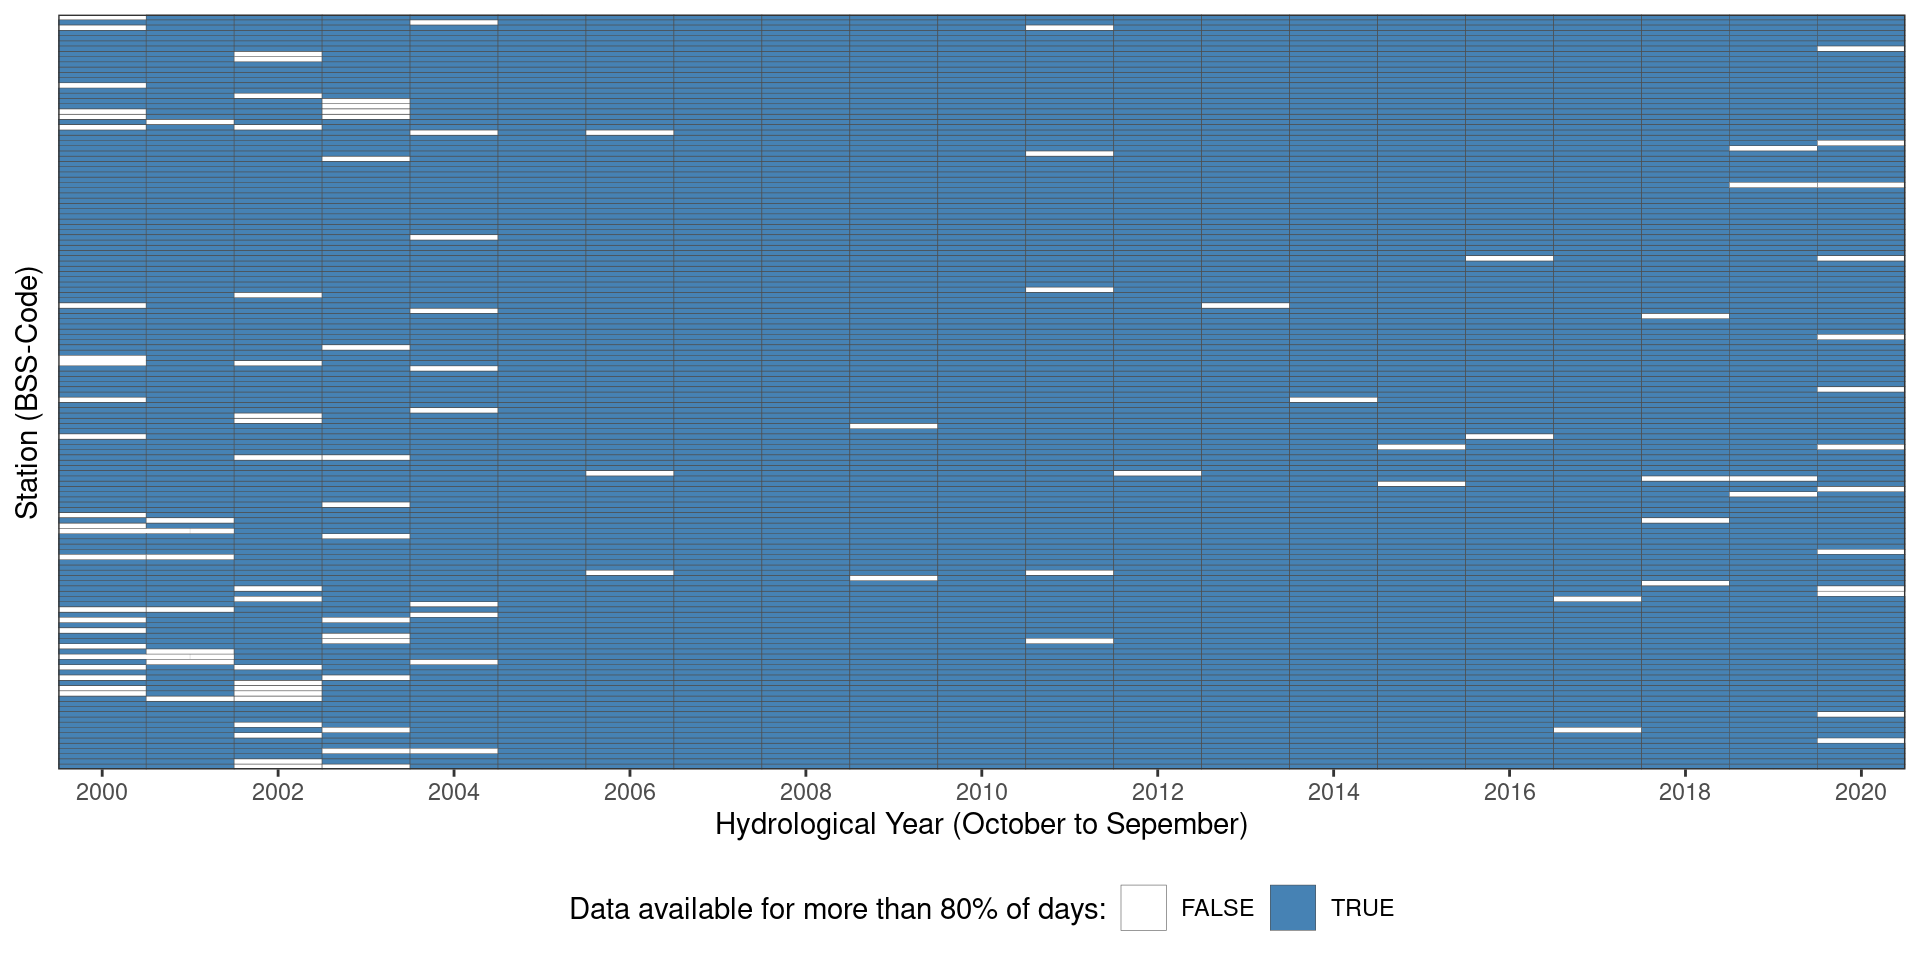 Station (BSS-Code)
2000 2002 2004 2006 2008 2010 2012 2014 2016 2018 2020
Hydrological Year (October to Sepember)
Data available for more than 80% of days: FALSE TRUE